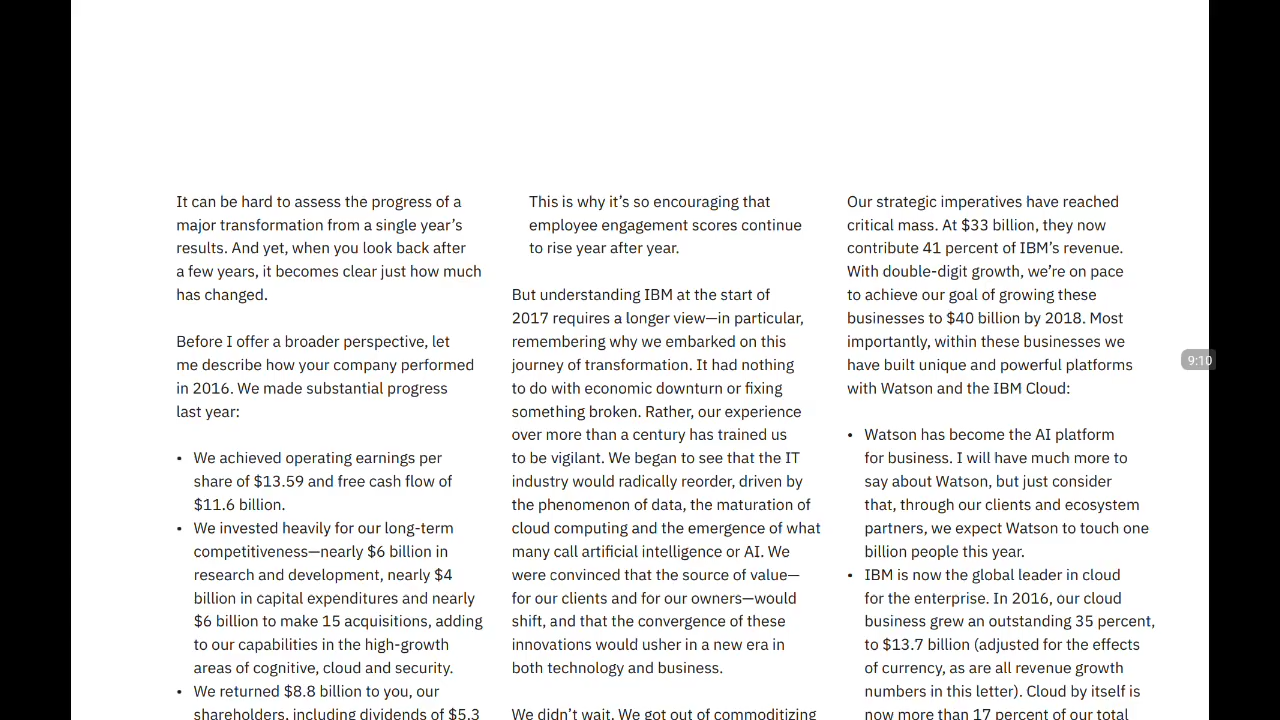 It can be hard to assess the progress of a
major transformation from a single year’s
results. And yet, when you look back after
a few years, it becomes clear just how much
has changed.
Before I offer a broader perspective, let
me describe how your company performed
in 2016. We made substantial progress
last year:
• We achieved operating earnings per
share of $13.59 and free cash flow of
$11.6 billion.
• We invested heavily for our long-term
competitiveness—nearly $6 billion in
research and development, nearly $4
billion in capital expenditures and nearly
$6 billion to make 15 acquisitions, adding
to our capabilities in the high-growth
areas of cognitive, cloud and security.
• We returned $8.8 billion to you, our
shareholders, including dividends of $5.3
This is why it’s so encouraging that
employee engagement scores continue
to rise year after year.
But understanding IBM at the start of
2017 requires a longer view—in particular,
remembering why we embarked on this
journey of transformation. It had nothing
to do with economic downturn or fixing
something broken. Rather, our experience
over more than a century has trained us
to be vigilant. We began to see that the IT
industry would radically reorder, driven by
the phenomenon of data, the maturation of
cloud computing and the emergence of what
many call artificial intelligence or AI. We
were convinced that the source of value—
for our clients and for our owners—would
shift, and that the convergence of these
innovations would usher in a new era in
both technology and business.
We didn’t wait. We got out of commoditizing
Our strategic imperatives have reached
critical mass. At $33 billion, they now
contribute 41 percent of IBM’s revenue.
With double-digit growth, we’re on pace
to achieve our goal of growing these
businesses to $40 billion by 2018. Most
importantly, within these businesses we
have built unique and powerful platforms
with Watson and the IBM Cloud:
• Watson has become the AI platform
for business. I will have much more to
say about Watson, but just consider
that, through our clients and ecosystem
partners, we expect Watson to touch one
billion people this year.
• IBM is now the global leader in cloud
for the enterprise. In 2016, our cloud
business grew an outstanding 35 percent,
to $13.7 billion (adjusted for the effects
of currency, as are all revenue growth
numbers in this letter). Cloud by itself is
now more than 17 percent of our total
9:10